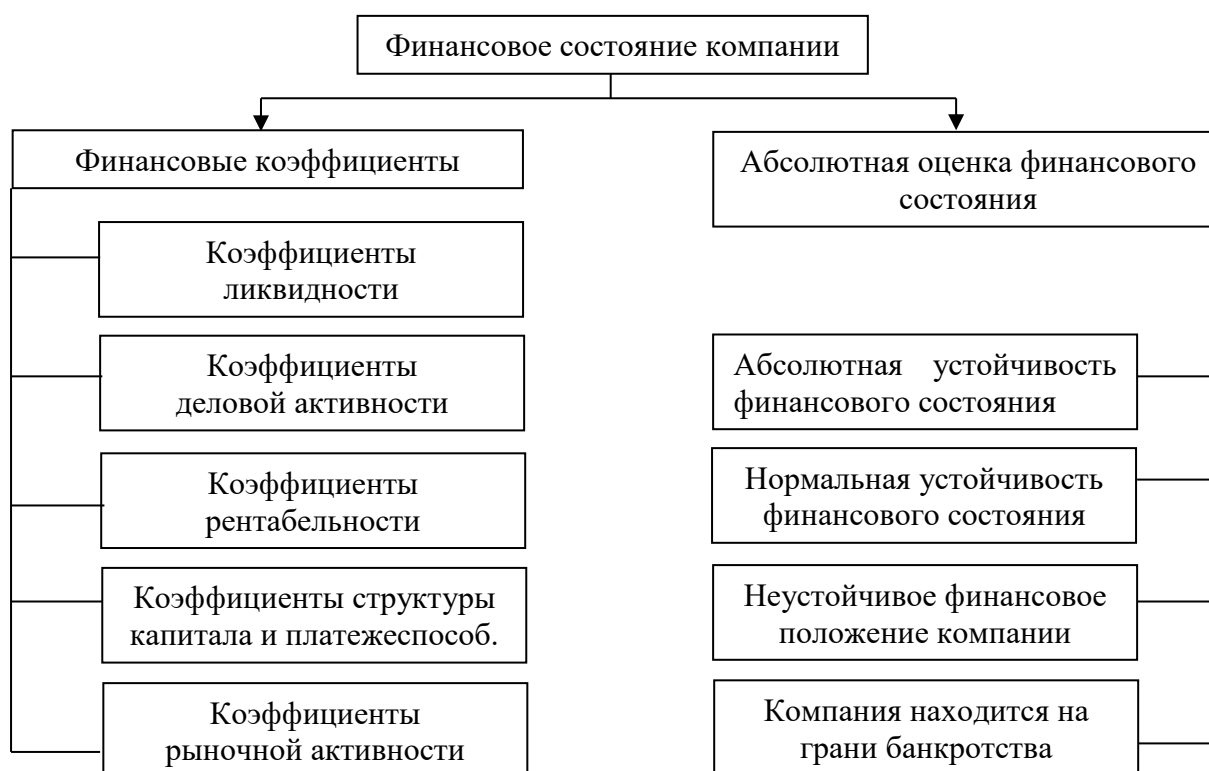 Финансовое состояние компании
Финансовые коэффициенты
Коэффициенты
ликвидности
Коэффициенты
деловой активности
Коэффициенты
рентабельности
Коэффициенты структуры
капитала и платежеспособ.
Коэффициенты
рыночной активности
Абсолютная оценка финансового
состояния
Абсолютная устойчивость
финансового состояния
Нормальная устойчивость
финансового состояния
Неустойчивое финансовое
положение компании
Компания находится на
грани банкротства